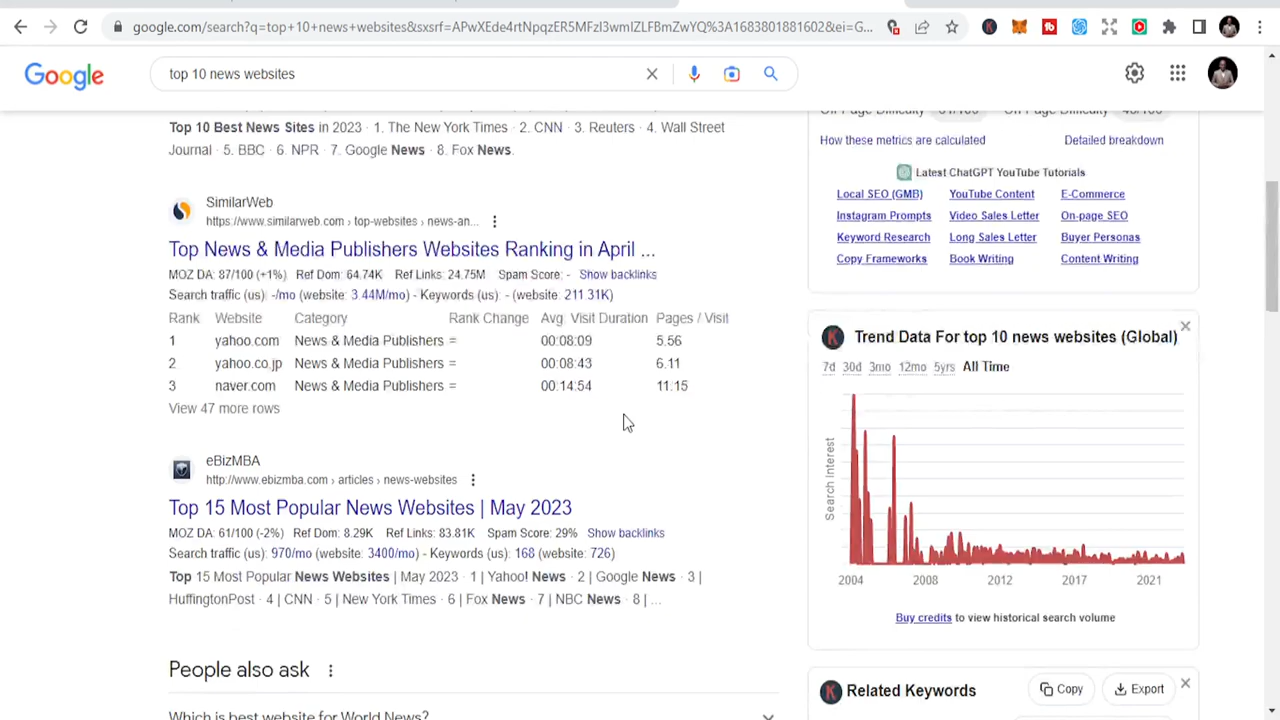 google.com/search?q=top+10+news+websites&sxsrf=APwXEde4rtNpqzER5MFzI3wmIZLFBmZwYQ%3A1683801881602&ei=G...
Google
top 10 news websites
Top 10 Best News Sites in 2023 · 1. The New York Times · 2. CNN · 3. Reuters · 4. Wall Street
Journal · 5. BBC · 6. NPR · 7. Google News · 8. Fox News.
SimilarWeb
https://www.similarweb.com › top-websites › news-an...
Top News & Media Publishers Websites Ranking in April ...
MOZ DA: 87/100 (+1%) Ref Dom: 64.74K Ref Links: 24.75M Spam Score: - Show backlinks
Search traffic (us): -/mo (website: 3.44M/mo) - Keywords (us): - (website: 211.31K)
Rank Website Category Rank Change Avg. Visit Duration Pages / Visit
1 yahoo.com News & Media Publishers = 00:08:09 5.56
2 yahoo.co.jp News & Media Publishers = 00:08:43 6.11
3 naver.com News & Media Publishers = 00:14:54 11.15
View 47 more rows
eBizMBA
http://www.ebizmba.com › articles › news-websites
Top 15 Most Popular News Websites | May 2023
MOZ DA: 61/100 (-2%) Ref Dom: 8.29K Ref Links: 83.81K Spam Score: 29% Show backlinks
Search traffic (us): 970/mo (website: 3400/mo) - Keywords (us): 168 (website: 726)
Top 15 Most Popular News Websites | May 2023 · 1 | Yahoo! News · 2 | Google News · 3 |
HuffingtonPost · 4 | CNN · 5 | New York Times · 6 | Fox News · 7 | NBC News · 8 | ...
People also ask
Which is best website for World News?
How these metrics are calculated Detailed breakdown
Latest ChatGPT YouTube Tutorials
Local SEO (GMB) YouTube Content E-Commerce
Instagram Prompts Video Sales Letter On-page SEO
Keyword Research Long Sales Letter Buyer Personas
Copy Frameworks Book Writing Content Writing
K Trend Data For top 10 news websites (Global)
7d 30d 3mo 12mo 5yrs All Time
Search Interest
2004 2008 2012 2017 2021
Buy credits to view historical search volume
K Related Keywords Copy Export